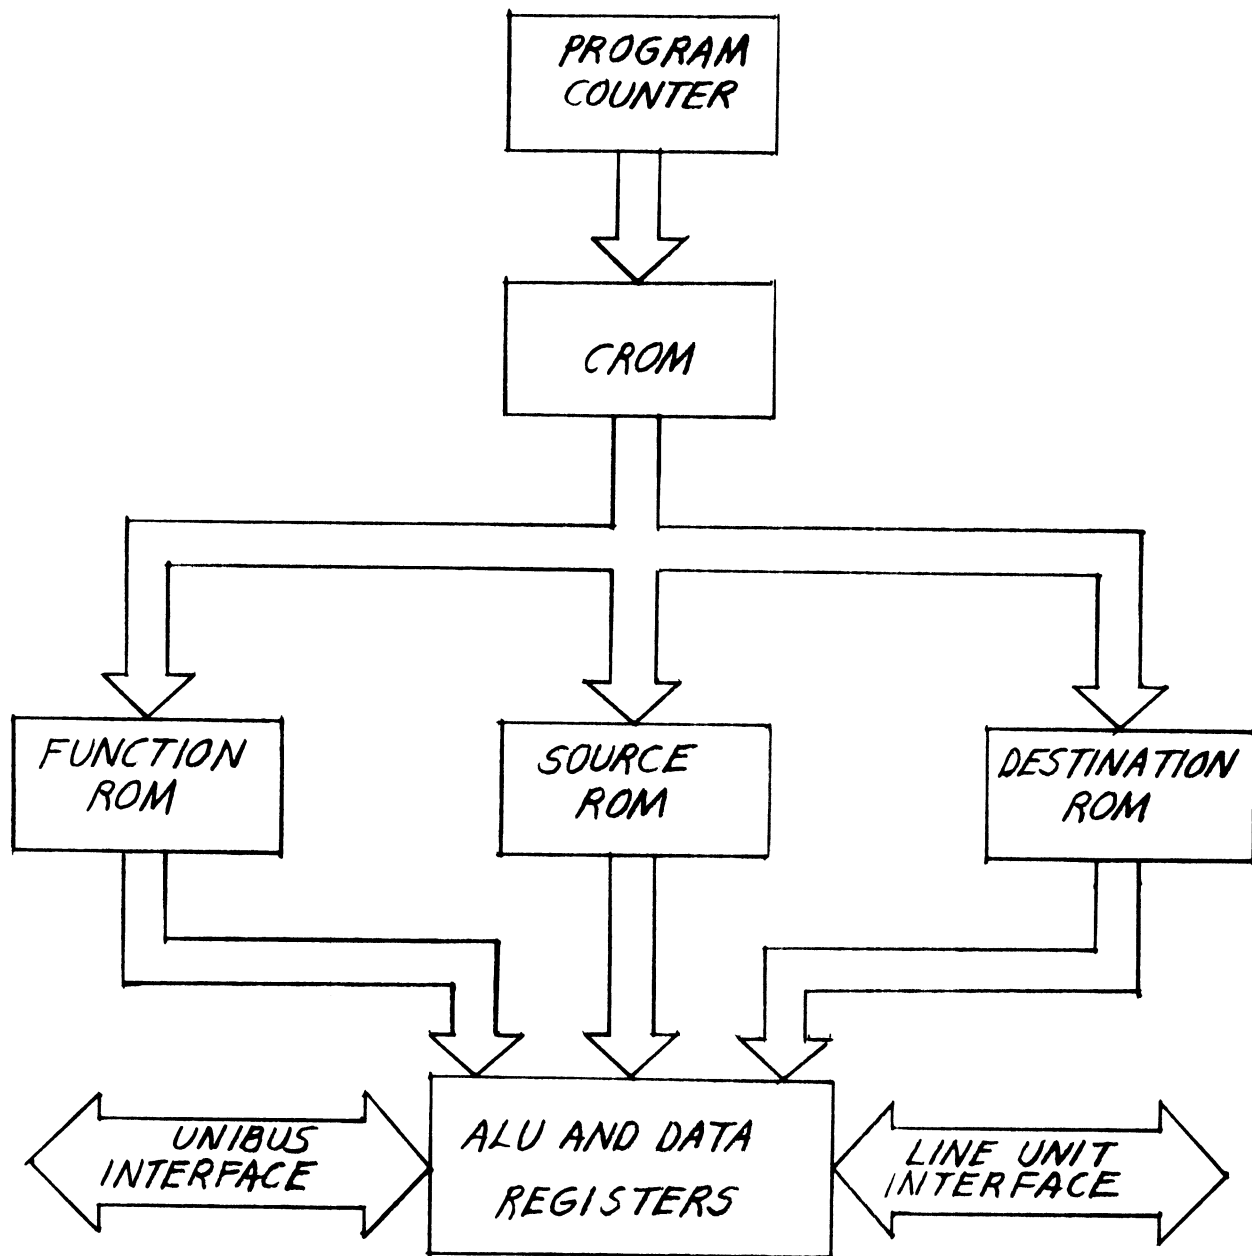 PROGRAM
COUNTER
CROM
FUNCTION
ROM
SOURCE
ROM
DESTINATION
ROM
UNIBUS
INTERFACE
ALU AND DATA
REGISTERS
LINE UNIT
INTERFACE